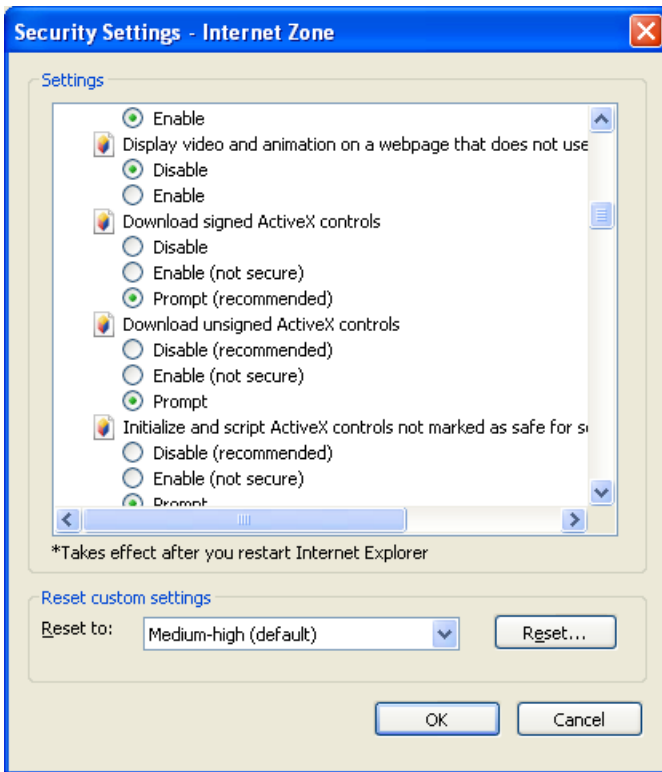 Security Settings - Internet Zone
Settings
Enable
Display video and animation on a webpage that does not use
Disable
Enable
Download signed ActiveX controls
Disable
Enable (not secure)
Prompt (recommended)
Download unsigned ActiveX controls
Disable (recommended)
Enable (not secure)
Prompt
Initialize and script ActiveX controls not marked as safe for
Disable (recommended)
Enable (not secure)
Prompt
*Takes effect after you restart Internet Explorer
Reset custom settings
Reset to: Medium-high (default) Reset...
OK Cancel